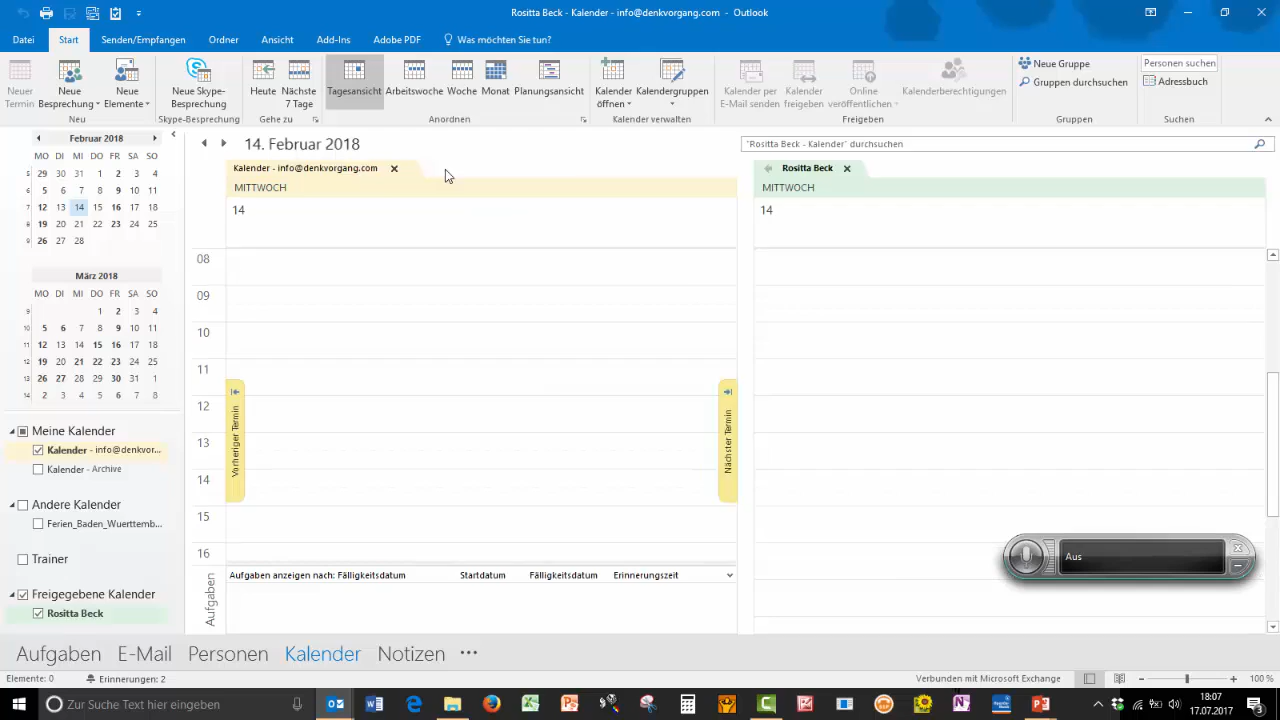 Rositta Beck - Kalender - info@denkvorgang.com - Outlook
Datei Start Senden/Empfangen Ordner Ansicht Add-Ins Adobe PDF Was möchten Sie tun?
Neuer Termin
Neue Besprechung
Neue Elemente
Neue Skype-Besprechung
Heute
Nächste 7 Tage
Tagesansicht
Arbeitswoche
Woche
Monat
Planungsansicht
Kalender öffnen
Kalendergruppen
Kalender per E-Mail senden
Kalender freigeben
Online veröffentlichen
Kalenderberechtigungen
Neue Gruppe
Gruppen durchsuchen
Personen suchen
Adressbuch
Neu Skype-Besprechung Gehe zu Anordnen Kalender verwalten Freigeben Gruppen Suchen
Februar 2018
MO DI MI DO FR SA SO
5 29 30 31 1 2 3 4
6 5 6 7 8 9 10 11
7 12 13 14 15 16 17 18
8 19 20 21 22 23 24 25
9 26 27 28
März 2018
MO DI MI DO FR SA SO
9 1 2 3 4
10 5 6 7 8 9 10 11
11 12 13 14 15 16 17 18
12 19 20 21 22 23 24 25
13 26 27 28 29 30 31 1
14 2 3 4 5 6 7 8
Meine Kalender
Kalender - info@denkvor...
Kalender - Archive
Andere Kalender
Ferien_Baden_Wuerttemb...
Trainer
Freigegebene Kalender
Rositta Beck
14. Februar 2018
"Rositta Beck - Kalender" durchsuchen
Kalender - info@denkvorgang.com
Rositta Beck
MITTWOCH
MITTWOCH
14
14
08
09
10
11
12
13
14
15
16
Vorheriger Termin
Nächster Termin
Aus
Aufgaben
Aufgaben anzeigen nach: Fälligkeitsdatum Startdatum Fälligkeitsdatum Erinnerungszeit
Aufgaben E-Mail Personen Kalender Notizen •••
Elemente: 0 Erinnerungen: 2 Verbunden mit Microsoft Exchange 100 %
Zur Suche Text hier eingeben
18:07
17.07.2017